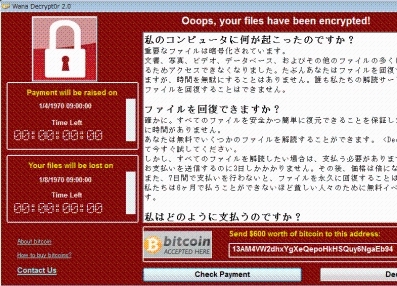 Wana Decrypt0r 2.0
Ooops, your files have been encrypted!
Payment will be raised on
1/4/1970 09:00:00
Time Left
00:00:00:00
Your files will be lost on
1/8/1970 09:00:00
Time Left
00:00:00:00
About bitcoin
How to buy bitcoins?
Contact Us
私のコンピュータに何が起こったのですか？
重要なファイルは暗号化されています。
文書、写真、ビデオ、データベース、およびその他のファイルの多く
るためアクセスできなくなりました。たぶんあなたはファイルを回復す
ますが、時間を無駄にすることはありません。誰も私たちの解読サー
ファイルを回復することはできません。
ファイルを回復できますか？
確かに。すべてのファイルを安全かつ簡単に復元できることを保証し
に時間がありません。
あなたは無料でいくつかのファイルを解読することができます。 <Dec
て今すぐ試してください。
しかし、すべてのファイルを解読したい場合は、支払う必要がありま
お支払いを送信するのに3日しかかかりません。その後、価格は倍にな
また、7日間で支払いを行わないと、ファイルを永久に回復することは
私たちは6ヶ月で払うことができないほど貧しい人々のために無料イベ
す。
私はどのように支払うのですか？
bitcoin
ACCEPTED HERE
Send $600 worth of bitcoin to this address:
13AM4VW2dhxYgXeQepoHkHSQuy6NgaEb94
Check Payment
De